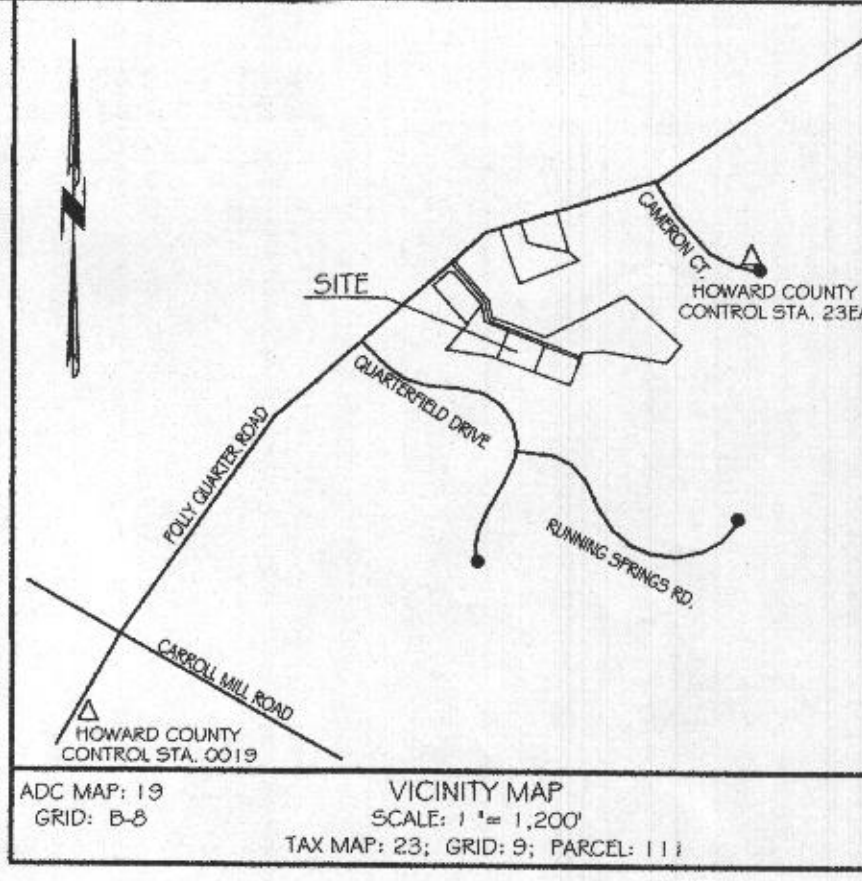 CAMERON CT.
SITE
HOWARD COUNTY
CONTROL STA. 23EA
QUARTERFIELD DRIVE
FOLLY QUARTER ROAD
RUNNING SPRINGS RD.
CARROLL MILL ROAD
HOWARD COUNTY
CONTROL STA. 0019
ADC MAP: 19
GRID: B-8
VICINITY MAP
SCALE: 1 "= 1,200'
TAX MAP: 23; GRID: 9; PARCEL: 111